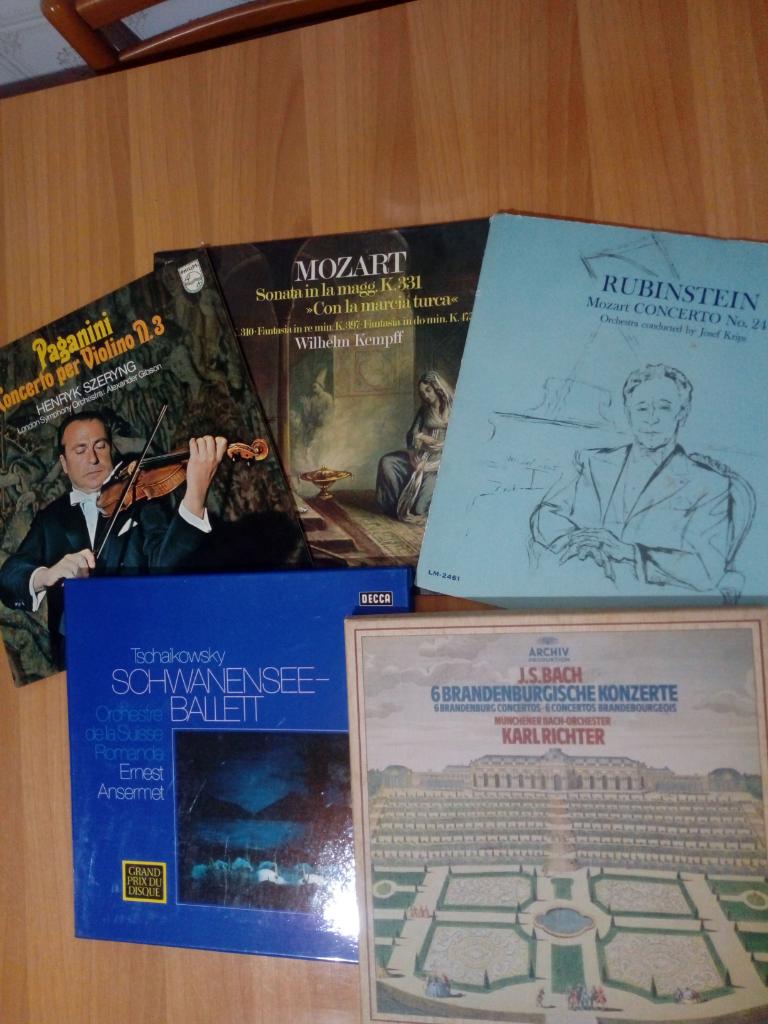 PHILIPS
Paganini
Concerto per Violino n.3
HENRYK SZERYNG
London Symphony Orchestra: Alexander Gibson
MOZART
Sonata in la magg. K.331
»Con la marcia turca«
310 · Fantasia in re min. K.397 · Fantasia in do min. K.475
Wilhelm Kempff
RUBINSTEIN
Mozart CONCERTO No. 24
Orchestra conducted by Josef Krips
LM-2461
DECCA
Tschaikowsky
SCHWANENSEE-
BALLETT
Orchestre
de la Suisse
Romande
Ernest
Ansermet
GRAND
PRIX DU
DISQUE
ARCHIV
PRODUKTION
J.S. BACH
6 BRANDENBURGISCHE KONZERTE
6 BRANDENBURG CONCERTOS · 6 CONCERTOS BRANDEBOURGEOIS
MÜNCHENER BACH-ORCHESTER
KARL RICHTER